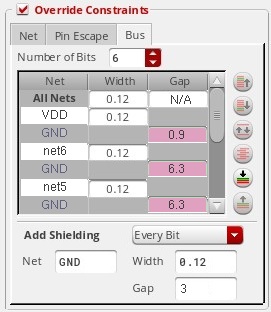 Override Constraints
Net Pin Escape Bus
Number of Bits 6
Net Width Gap
All Nets 0.12 N/A
VDD 0.12
GND 0.9
net6 0.12
GND 6.3
net5 0.12
GND 6.3
Add Shielding Every Bit
Net GND Width 0.12
Gap 3